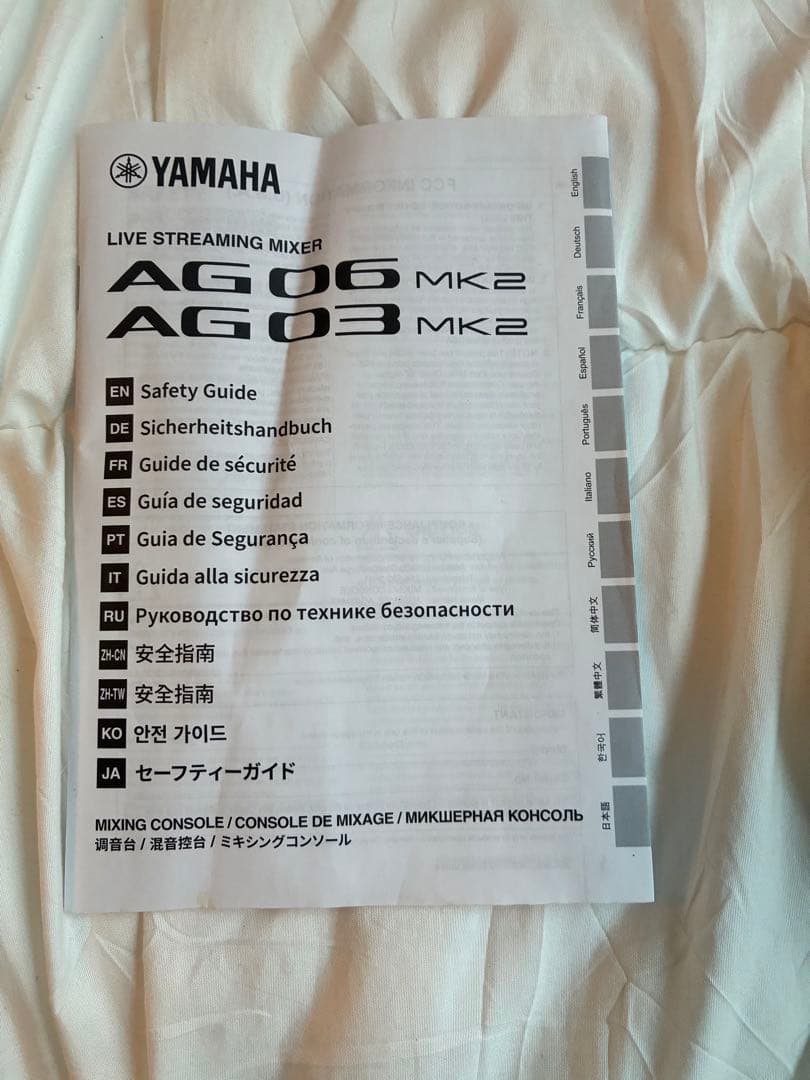 YAMAHA
LIVE STREAMING MIXER
AG06 MK2
AG03 MK2
EN Safety Guide
DE Sicherheitshandbuch
FR Guide de sécurité
ES Guía de seguridad
PT Guia de Segurança
IT Guida alla sicurezza
RU Руководство по технике безопасности
ZH-CN 安全指南
ZH-TW 安全指南
KO 안전 가이드
JA セーフティーガイド
MIXING CONSOLE / CONSOLE DE MIXAGE / МИКШЕРНАЯ КОНСОЛЬ
调音台 / 混音控台 / ミキシングコンソール
English
Deutsch
Français
Español
Português
Italiano
Русский
简体中文
繁體中文
한국어
日本語